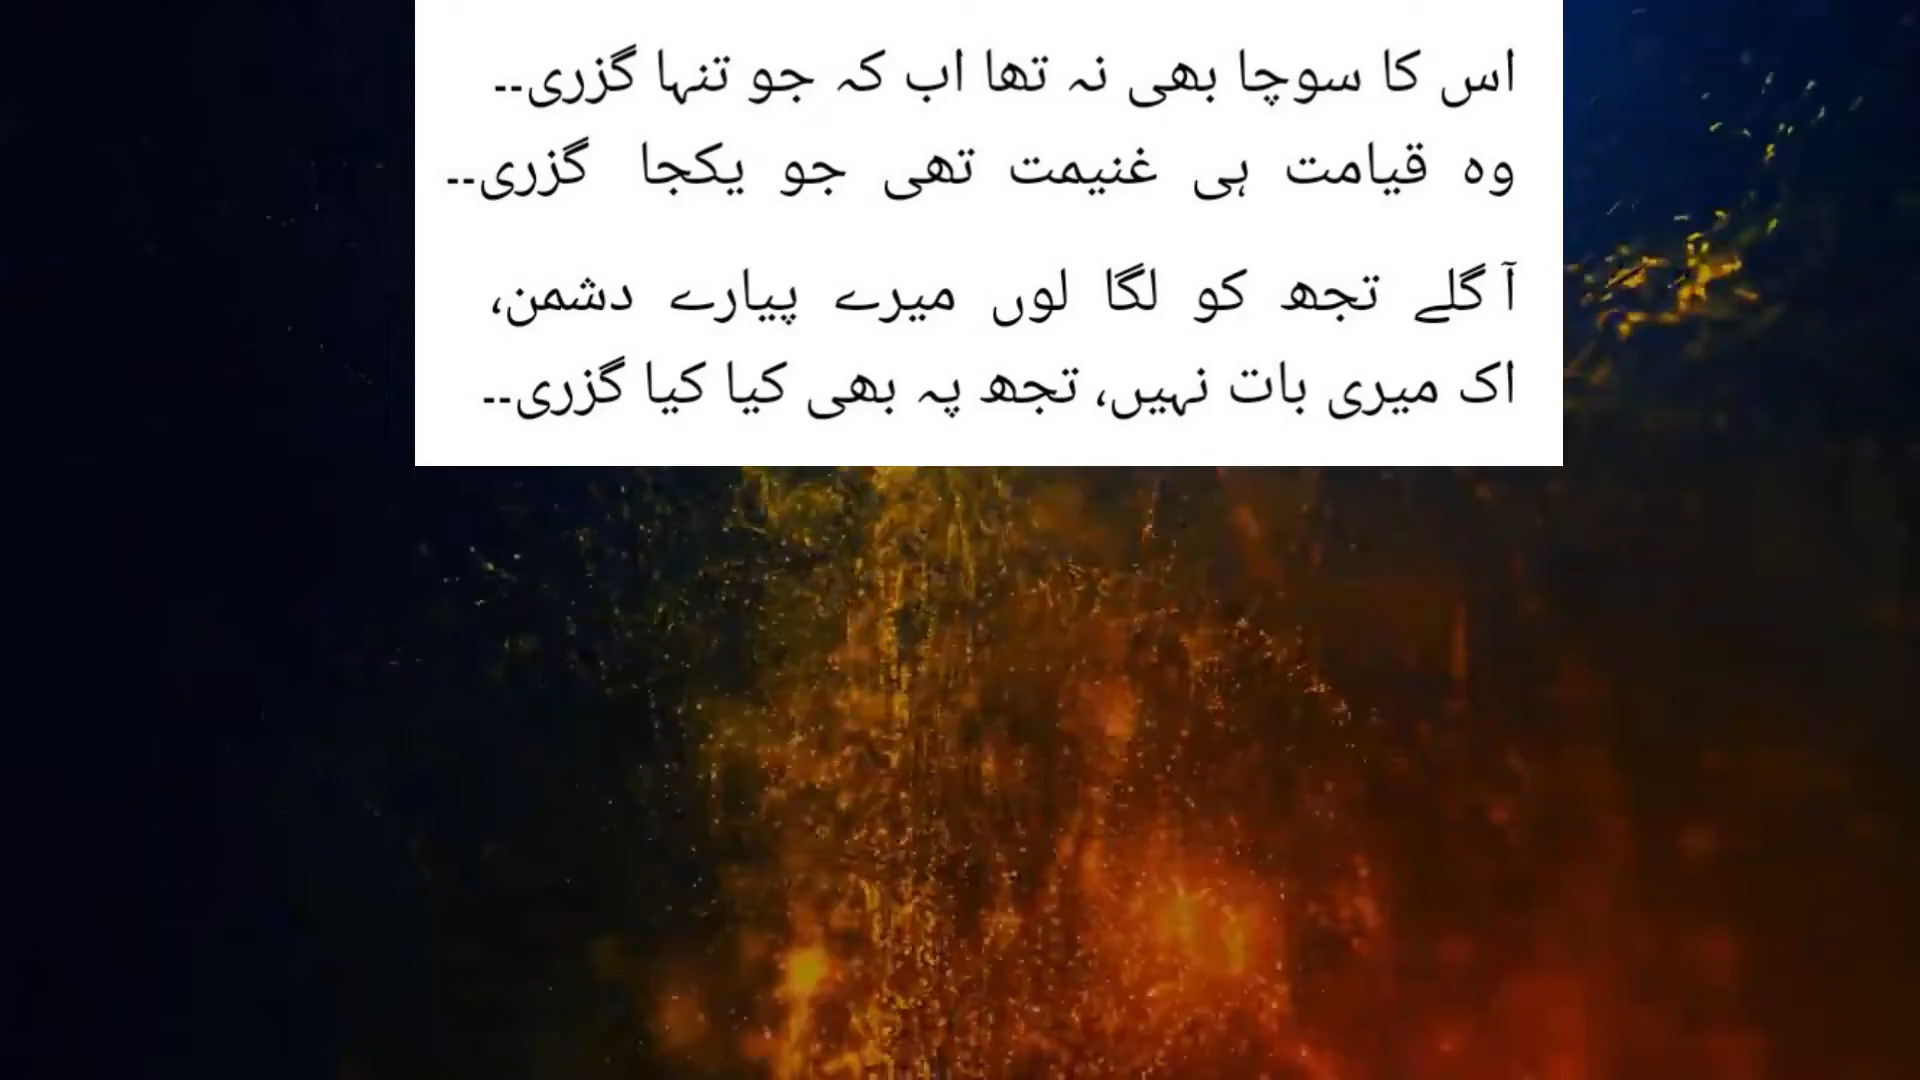 اس کا سوچا بھی نہ تھا اب کہ جو تنہا گزری--
وہ قیامت ہی غنیمت تھی جو یکجا گزری--
آ گلے تجھ کو لگا لوں میرے پیارے دشمن،
اک میری بات نہیں، تجھ پہ بھی کیا کیا گزری--